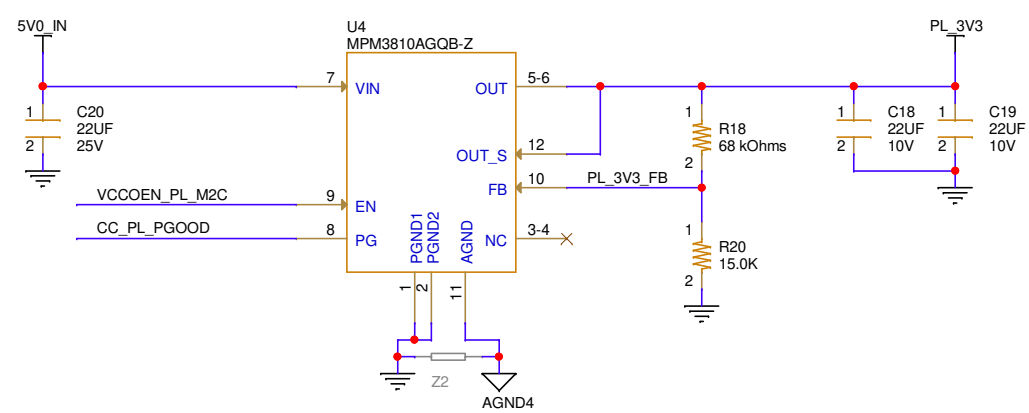 5V0_IN
U4
MPM3810AGQB-Z
PL_3V3
7
VIN
OUT
5-6
1
C20
22UF
25V
2
1
R18
68 kOhms
2
1
C18
22UF
10V
2
1
C19
22UF
10V
2
OUT_S
12
FB
10
PL_3V3_FB
VCCOEN_PL_M2C
9
EN
CC_PL_PGOOD
8
PG
PGND1
PGND2
AGND
NC
3-4
1
R20
15.0K
2
1
2
11
Z2
AGND4